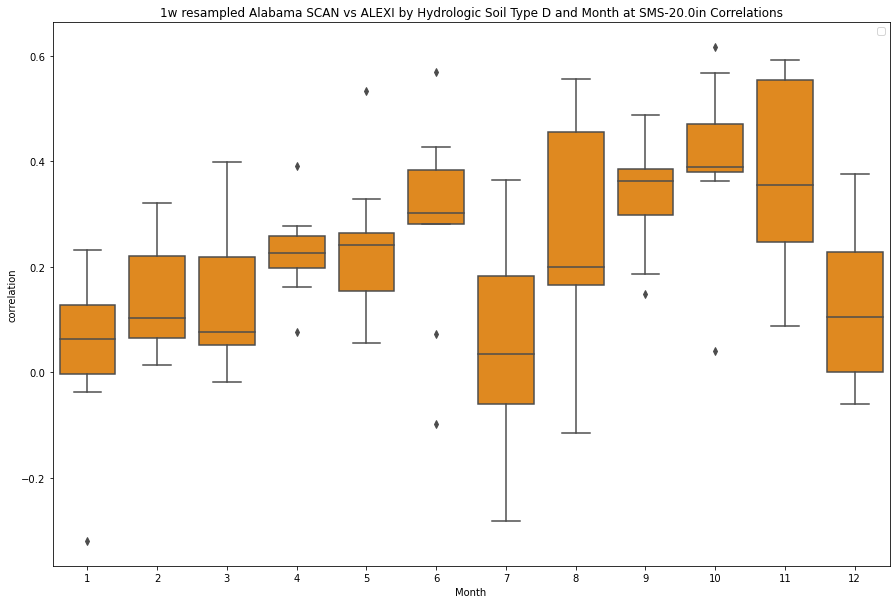 1w resampled Alabama SCAN vs ALEXI by Hydrologic Soil Type D and Month at SMS-20.0in Correlations
0.6
0.4
0.2
0.0
−0.2
correlation
1 2 3 4 5 6 7 8 9 10 11 12
Month